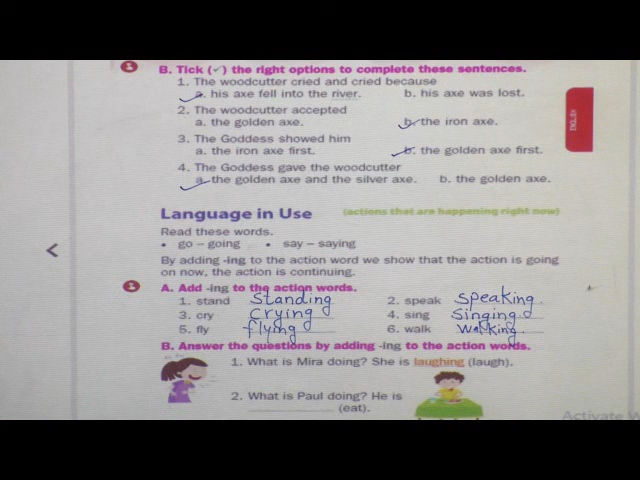 B. Tick (✓) the right options to complete these sentences.
1. The woodcutter cried and cried because
a. his axe fell into the river. b. his axe was lost.
2. The woodcutter accepted
a. the golden axe. b. the iron axe.
3. The Goddess showed him
a. the iron axe first. b. the golden axe first.
4. The Goddess gave the woodcutter
a. the golden axe and the silver axe. b. the golden axe.
Language in Use (actions that are happening right now)
Read these words.
• go – going • say – saying
By adding -ing to the action word we show that the action is going
on now, the action is continuing.
A. Add -ing to the action words.
1. stand Standing 2. speak Speaking
3. cry Crying 4. sing Singing
5. fly flying 6. walk Walking
B. Answer the questions by adding -ing to the action words.
1. What is Mira doing? She is laughing (laugh).
2. What is Paul doing? He is
(eat).
Activate W